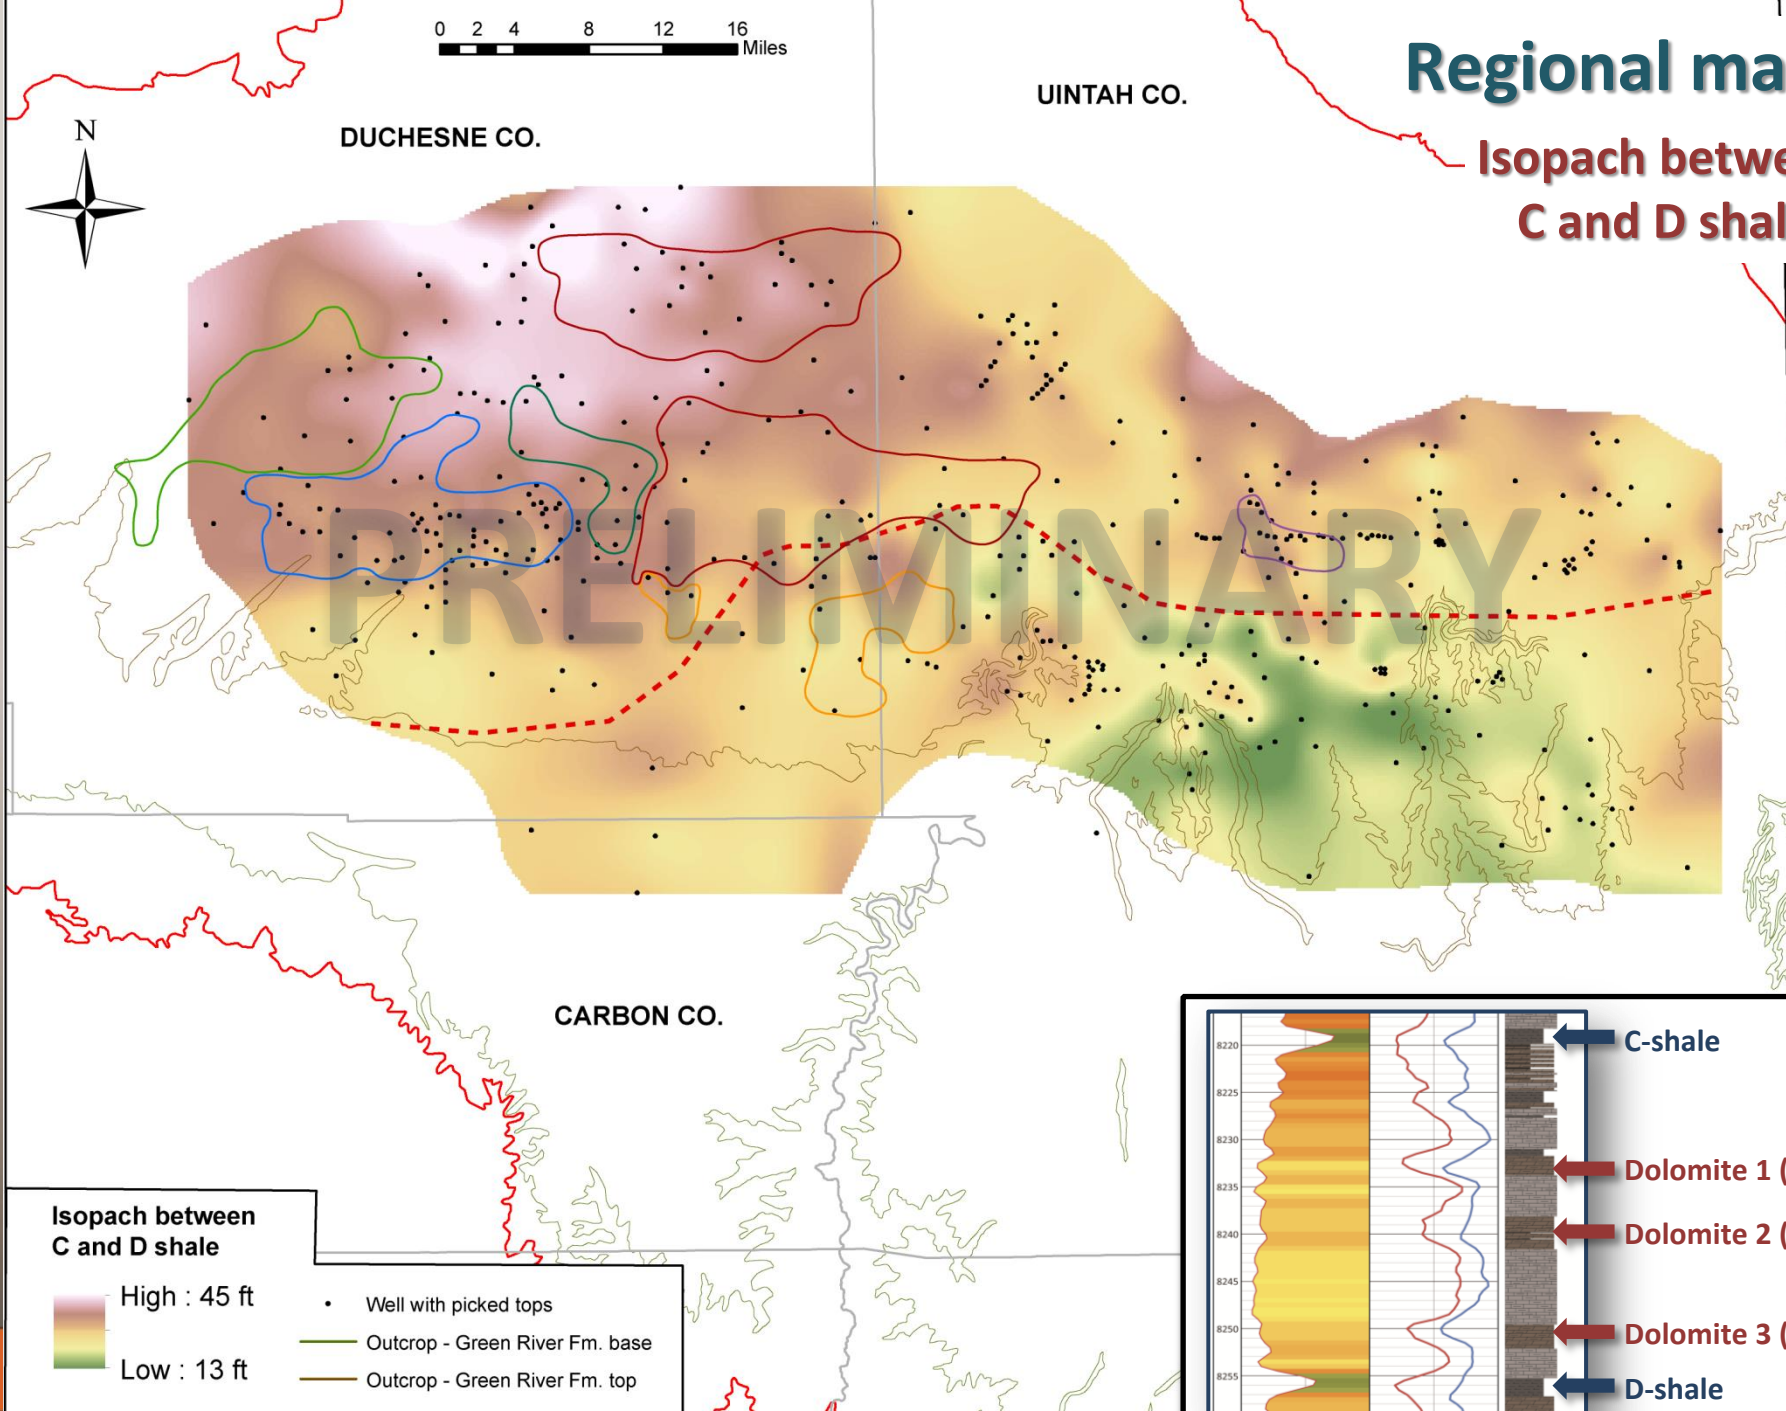 0 2 4 8 12 16
Miles
UINTAH CO.
Regional ma
DUCHESNE CO.
N
Isopach betwe
C and D shal
PRELIMINARY
CARBON CO.
8220
8225
8230
8235
8240
8245
8250
8255
C-shale
Dolomite 1 (
Dolomite 2 (
Dolomite 3 (
D-shale
Isopach between
C and D shale
High : 45 ft
Low : 13 ft
Well with picked tops
Outcrop - Green River Fm. base
Outcrop - Green River Fm. top